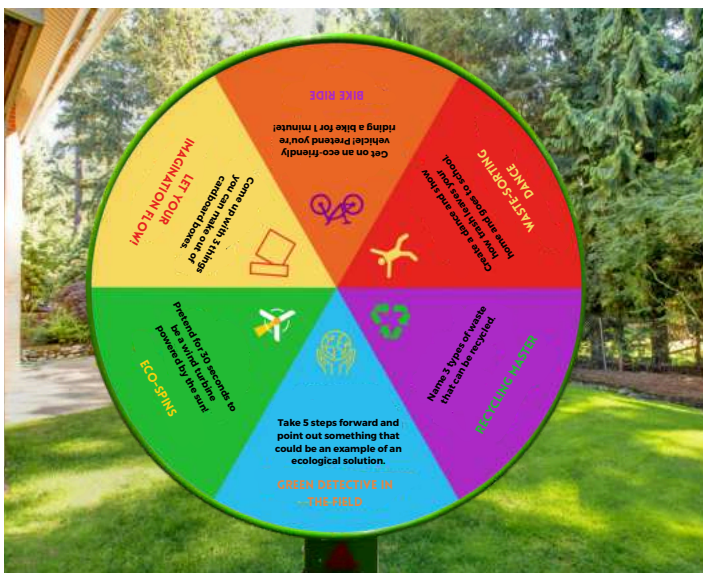 BIKE RIDE
Get on an eco-friendly
vehicle! Pretend you're
riding a bike for 1 minute!
WASTE-SORTING
DANCE
Create a dance and show
how trash leaves your
home and goes to school.
Name 3 types of waste
that can be recycled.
RECYCLING MASTER
Take 5 steps forward and
point out something that
could be an example of an
ecological solution.
GREEN DETECTIVE IN
THE FIELD
Pretend for 30 seconds to
be a wind turbine
powered by the sun!
ECO-SPINS
LET YOUR
IMAGINATION FLOW!
Come up with 3 things
you can make out of
cardboard boxes.